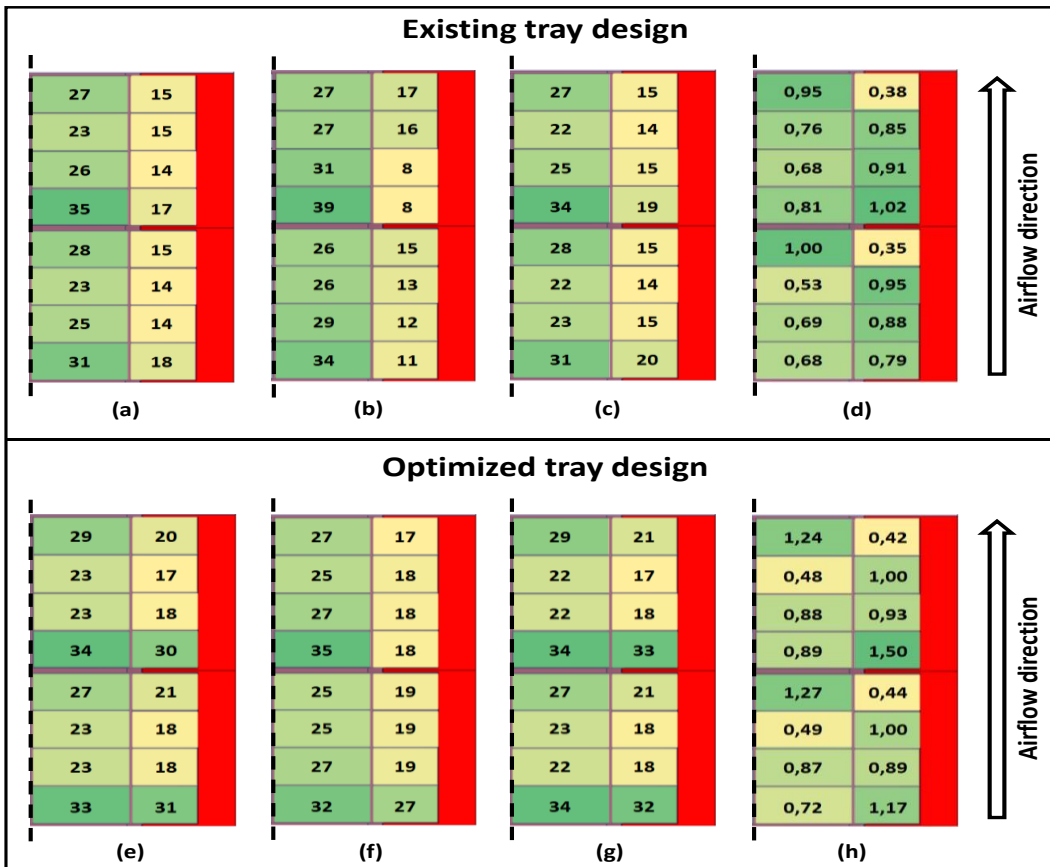 Existing tray design
27 15 27 17 27 15 0,95 0,38
23 15 27 16 22 14 0,76 0,85
26 14 31 8 25 15 0,68 0,91
35 17 39 8 34 19 0,81 1,02
28 15 26 15 28 15 1,00 0,35
23 14 26 13 22 14 0,53 0,95
25 14 29 12 23 15 0,69 0,88
31 18 34 11 31 20 0,68 0,79
Airflow direction
(a) (b) (c) (d)
Optimized tray design
29 20 27 17 29 21 1,24 0,42
23 17 25 18 22 17 0,48 1,00
23 18 27 18 22 18 0,88 0,93
34 30 35 18 34 33 0,89 1,50
27 21 25 19 27 21 1,27 0,44
23 18 25 19 23 18 0,49 1,00
23 18 27 19 22 18 0,87 0,89
33 31 32 27 34 32 0,72 1,17
Airflow direction
(e) (f) (g) (h)